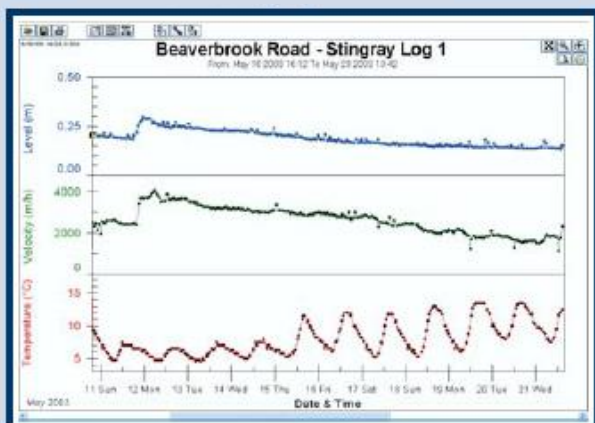 Beaverbrook Road - Stingray Log 1
0.50
0.25
0.00
Level (m)
4000
2000
0
Velocity (m/h)
15
10
5
Temperature (°C)
11 Sun 12 Mon 13 Tue 14 Wed 15 Thu 16 Fri 17 Sat 18 Sun 19 Mon 20 Tue 21 Wed
Date & Time